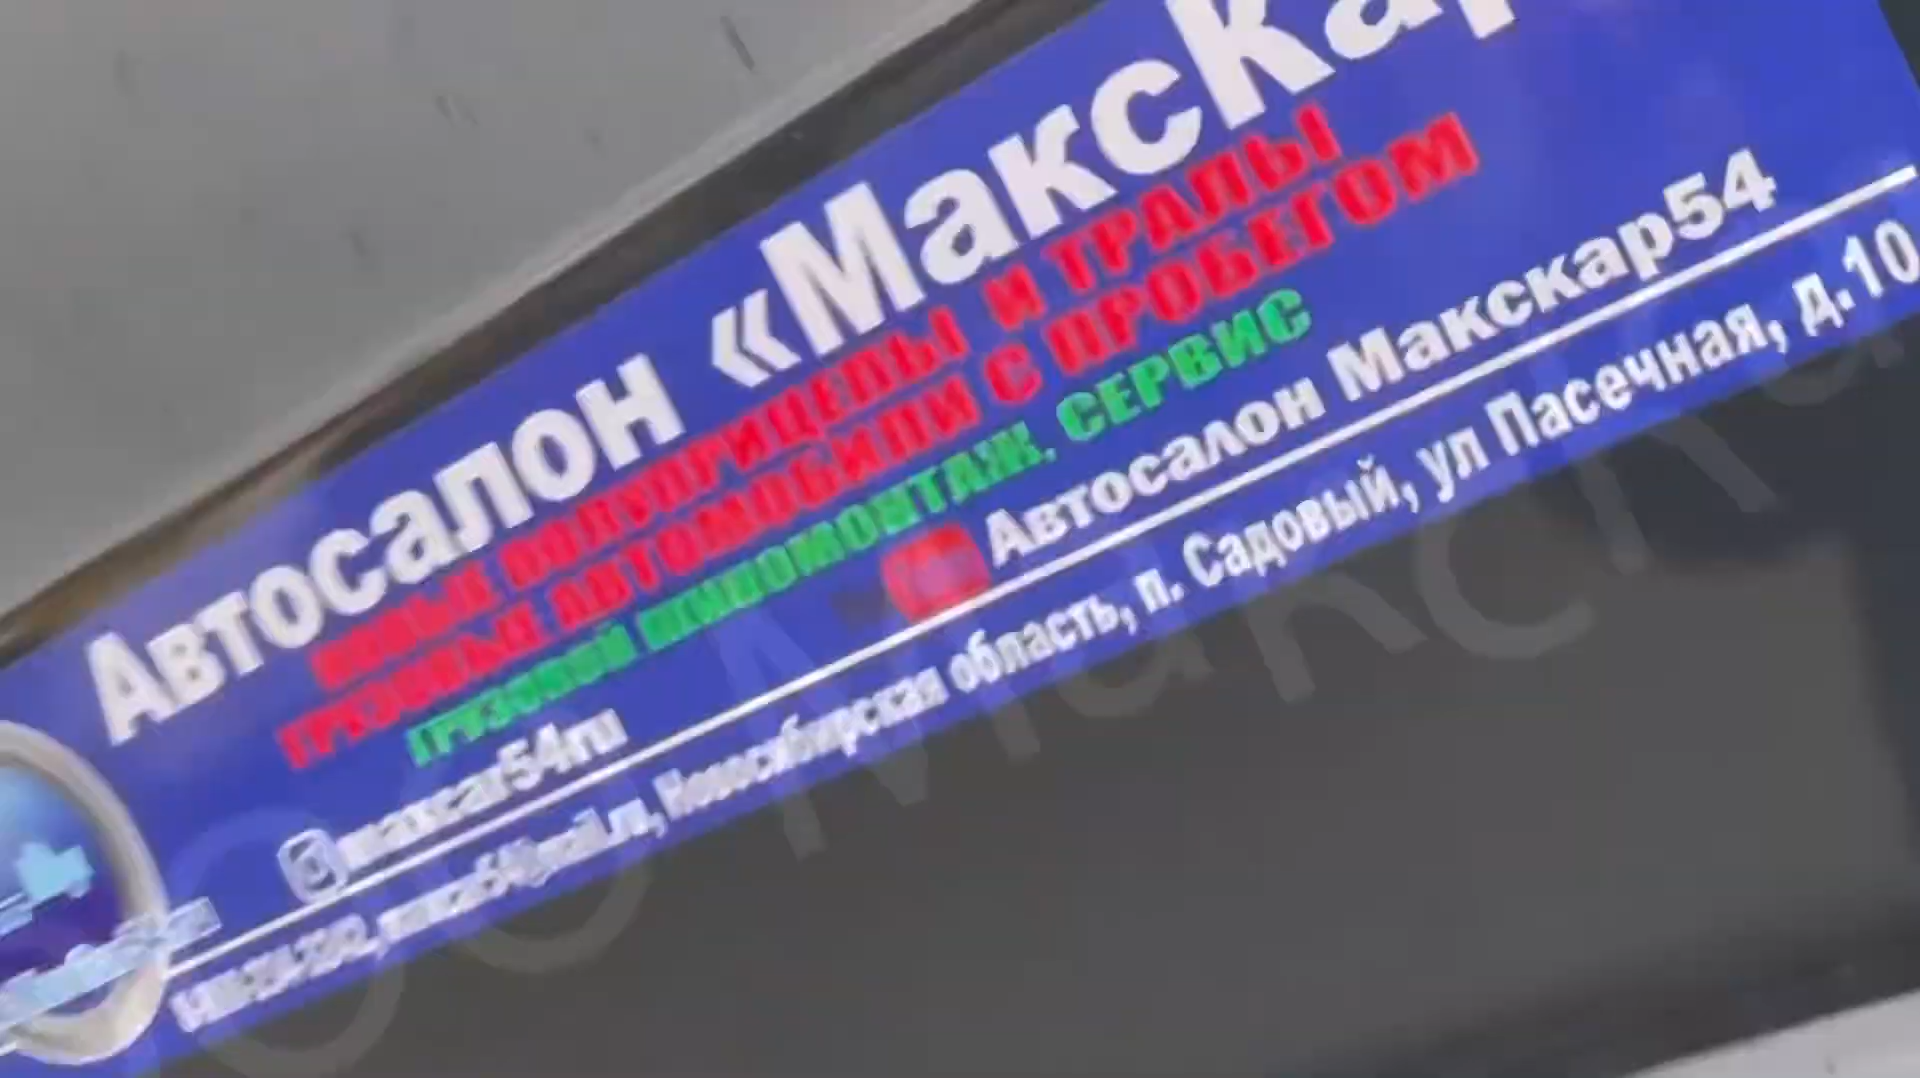 Автосалон «МаксКар
НОВЫЕ ПОЛУПРИЦЕПЫ И ТРАЛЫ
ГРУЗОВЫЕ АВТОМОБИЛИ С ПРОБЕГОМ
ГРУЗОВОЙ ШИНОМОНТАЖ, СЕРВИС
maxcar54ru Автосалон Макскар54
Новосибирская область, п. Садовый, ул Пасечная, д.10